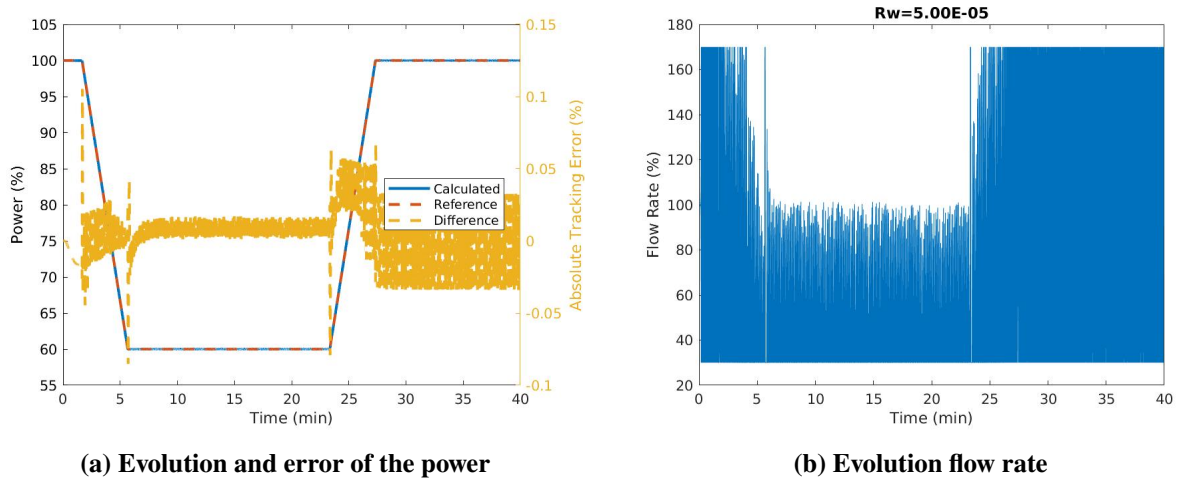 105
100
95
90
85
80
75
70
65
60
55
Power (%)
0 5 10 15 20 25 30 35 40
Time (min)
0.15
0.1
0.05
0
-0.05
-0.1
Absolute Tracking Error (%)
Calculated
Reference
Difference
(a) Evolution and error of the power
Rw=5.00E-05
180
160
140
120
100
80
60
40
20
Flow Rate (%)
0 5 10 15 20 25 30 35 40
Time (min)
(b) Evolution flow rate